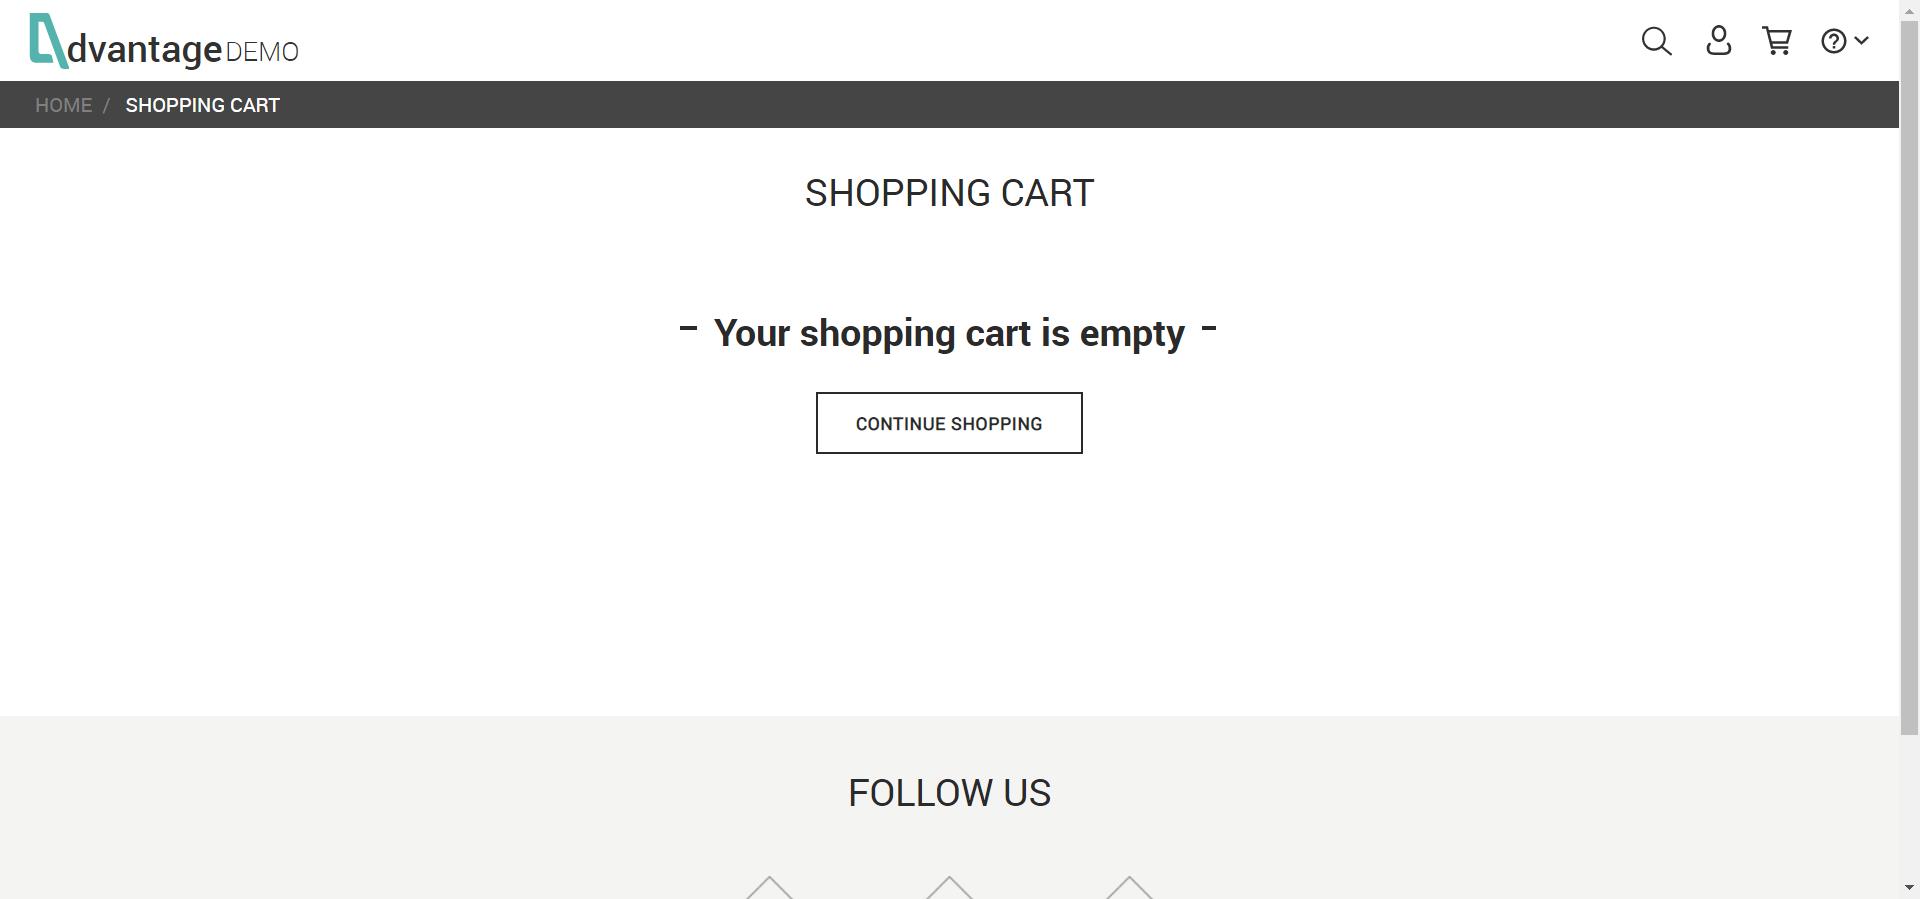 dvantage DEMO
HOME / SHOPPING CART
SHOPPING CART
- Your shopping cart is empty -
CONTINUE SHOPPING
FOLLOW US